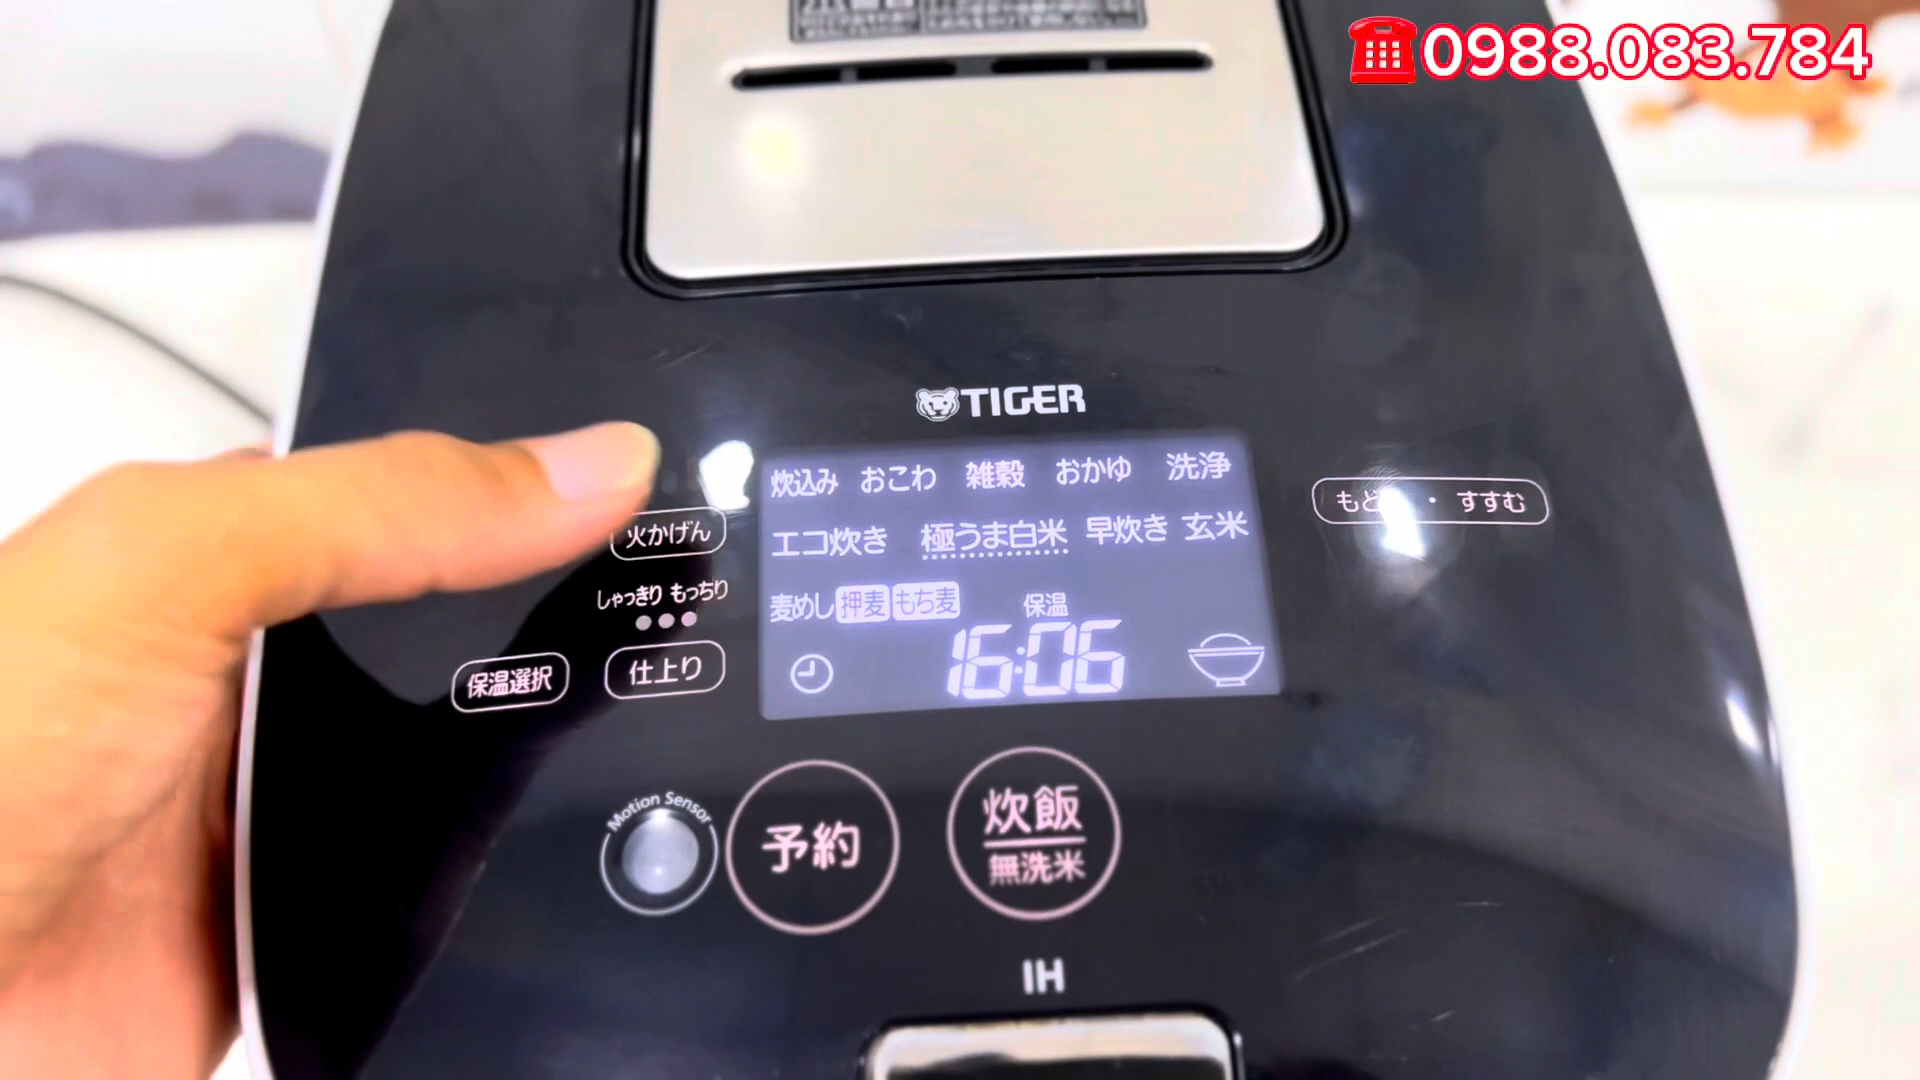 0988.083.784
TIGER
炊込み おこわ 雑穀 おかゆ 洗浄
エコ炊き 極うま白米 早炊き 玄米
麦めし 押麦 もち麦 保温
16:06
火かげん
しゃっきり もっちり
保温選択 仕上り
・ すすむ
Motion Sensor
予約
炊飯
無洗米
IH